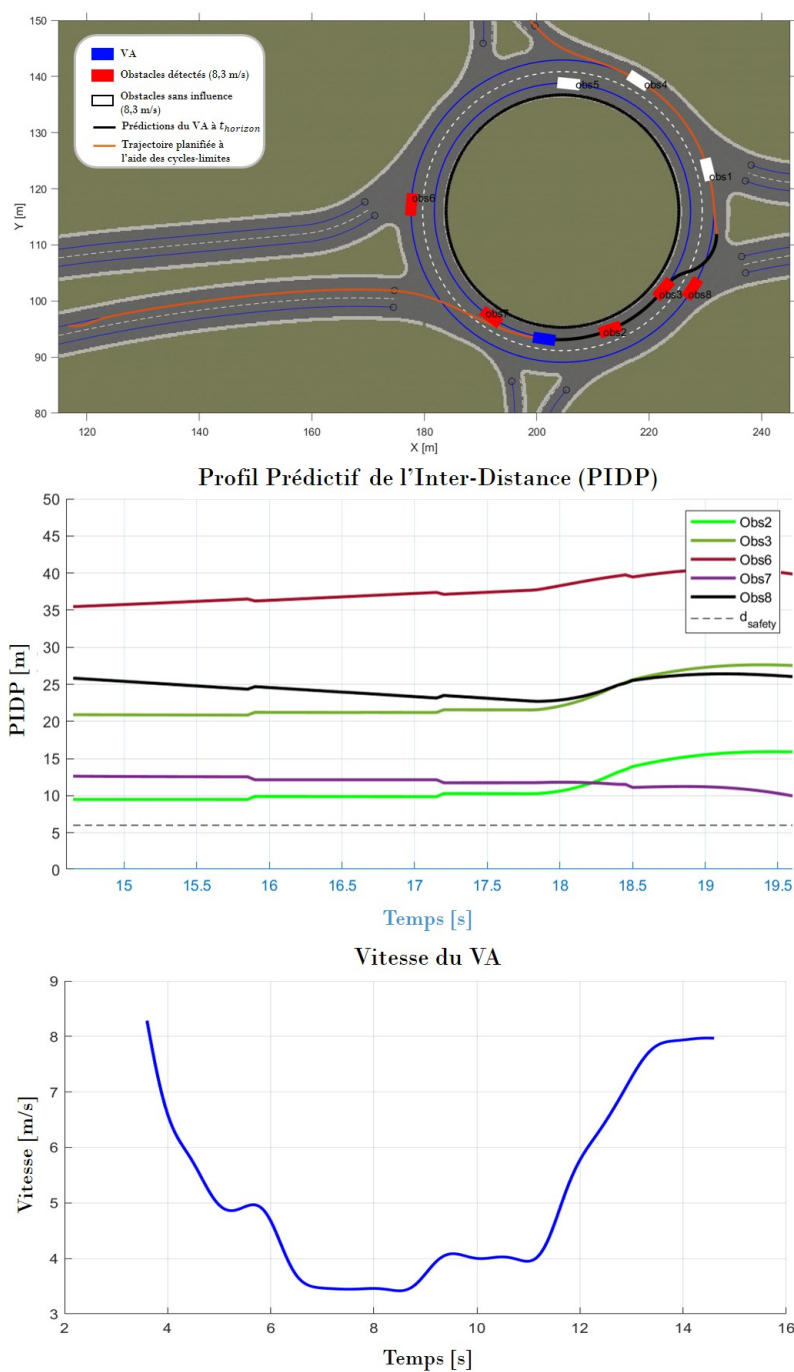 VA
Obstacles détectés (8,3 m/s)
Obstacles sans influence
(8,3 m/s)
Prédictions du VA à t_horizon
Trajectoire planifiée à
l'aide des cycles-limites
150
140
130
120
110
100
90
80
Y [m]
obs5
obs4
obs1
obs6
obs3
obs8
obs7
obs2
120
140
160
180
200
220
240
X [m]
Profil Prédictif de l'Inter-Distance (PIDP)
50
45
40
35
30
25
20
15
10
5
0
PIDP [m]
Obs2
Obs3
Obs6
Obs7
Obs8
d_safety
15
15.5
16
16.5
17
17.5
18
18.5
19
19.5
Temps [s]
Vitesse du VA
9
8
7
6
5
4
3
Vitesse [m/s]
2
4
6
8
10
12
14
16
Temps [s]